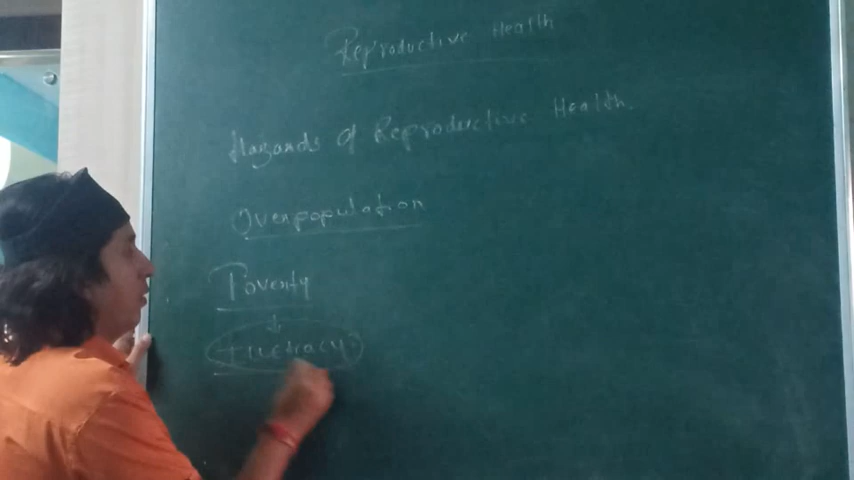 Reproductive Health
Hazards of Reproductive Health.
Overpopulation
Poverty